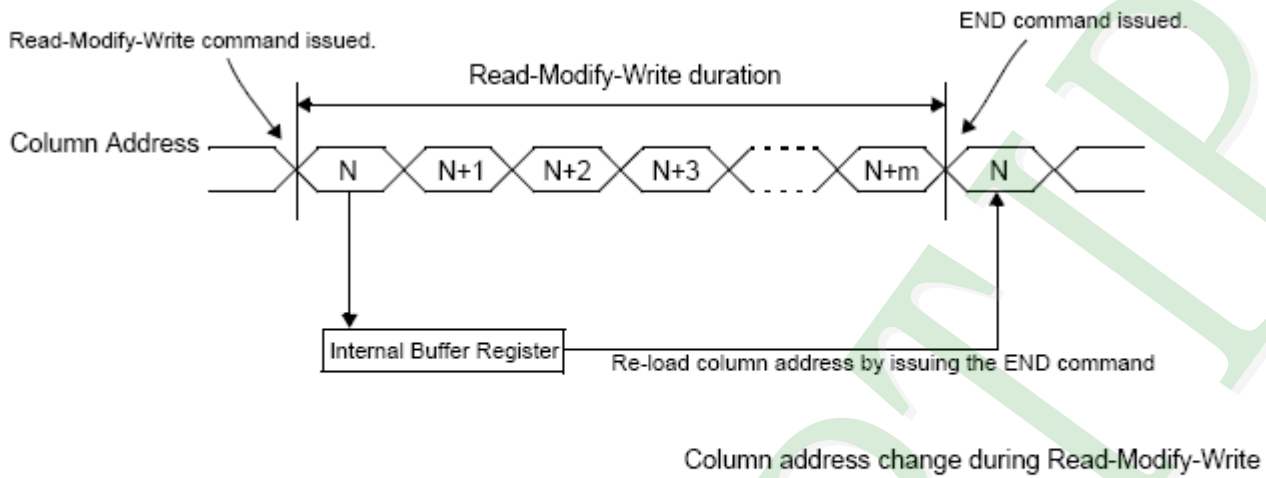 END command issued.
Read-Modify-Write command issued.
Read-Modify-Write duration
Column Address
N N+1 N+2 N+3 N+m N
Internal Buffer Register
Re-load column address by issuing the END command
Column address change during Read-Modify-Write